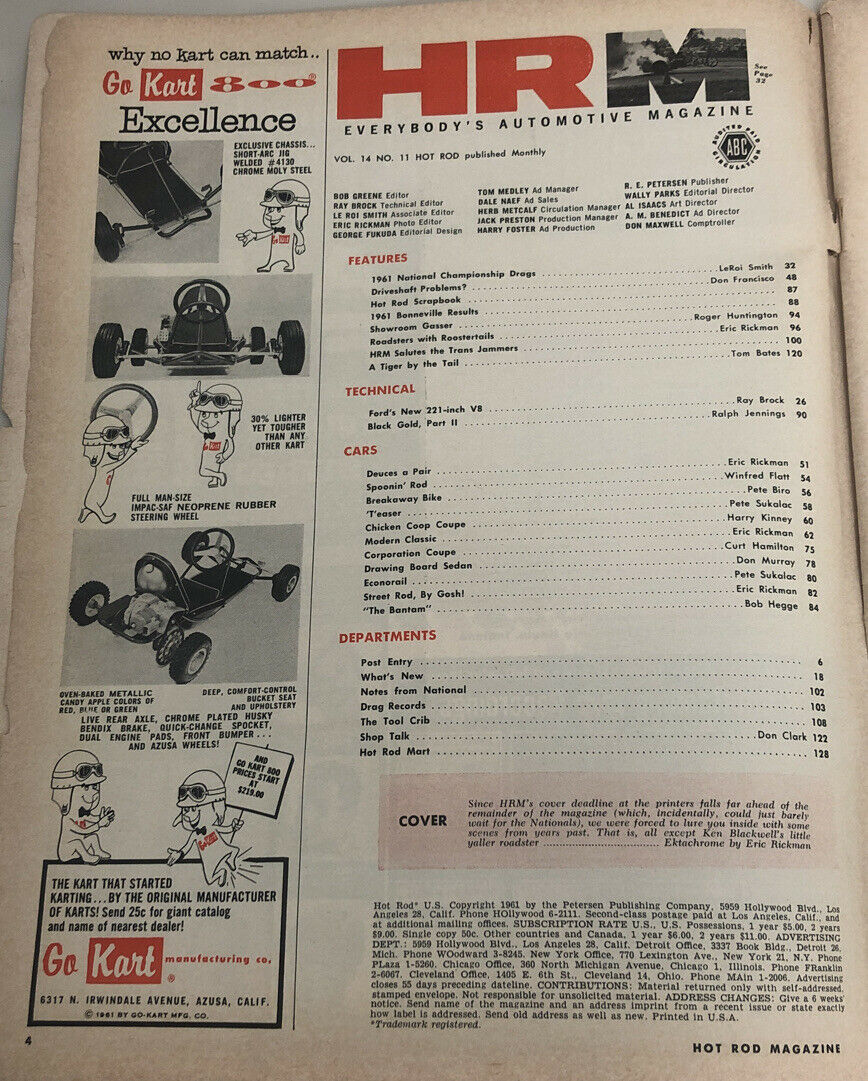 why no kart can match..
Go Kart 800®
Excellence
EXCLUSIVE CHASSIS...
SHORT-ARC JIG
WELDED #4130
CHROME MOLY STEEL
30% LIGHTER
YET TOUGHER
THAN ANY
OTHER KART
FULL MAN-SIZE
IMPAC-SAF NEOPRENE RUBBER
STEERING WHEEL
OVEN-BAKED METALLIC
CANDY APPLE COLORS OF
RED, BLUE OR GREEN
DEEP, COMFORT-CONTROL
BUCKET SEAT
AND UPHOLSTERY
LIVE REAR AXLE, CHROME PLATED HUSKY
BENDIX BRAKE, QUICK-CHANGE SPOCKET,
DUAL ENGINE PADS, FRONT BUMPER...
AND AZUSA WHEELS!
AND
GO KART 800
PRICES START
AT
$219.00
THE KART THAT STARTED
KARTING...BY THE ORIGINAL MANUFACTURER
OF KARTS! Send 25c for giant catalog
and name of nearest dealer!
Go Kart manufacturing co.
®
6317 N. IRWINDALE AVENUE, AZUSA, CALIF.
© 1961 BY GO-KART MFG. CO.
4
HRM
See
Page
32
EVERYBODY'S AUTOMOTIVE MAGAZINE
AUDITED PAID
ABC
CIRCULATION
VOL. 14 NO. 11 HOT ROD published Monthly
BOB GREENE Editor
RAY BROCK Technical Editor
LE ROI SMITH Associate Editor
ERIC RICKMAN Photo Editor
GEORGE FUKUDA Editorial Design
TOM MEDLEY Ad Manager
DALE NAEF Ad Sales
HERB METCALF Circulation Manager
JACK PRESTON Production Manager
HARRY FOSTER Ad Production
R. E. PETERSEN Publisher
WALLY PARKS Editorial Director
AL ISAACS Art Director
A. M. BENEDICT Ad Director
DON MAXWELL Comptroller
FEATURES
1961 National Championship Drags LeRoi Smith 32
Driveshaft Problems? Don Francisco 48
Hot Rod Scrapbook 87
1961 Bonneville Results 88
Showroom Gasser Roger Huntington 94
Roadsters with Roostertails Eric Rickman 96
HRM Salutes the Trans Jammers 100
A Tiger by the Tail Tom Bates 120
TECHNICAL
Ford's New 221-inch V8 Ray Brock 26
Black Gold, Part II Ralph Jennings 90
CARS
Deuces a Pair Eric Rickman 51
Spoonin' Rod Winfred Flatt 54
Breakaway Bike Pete Biro 56
'T'easer Pete Sukalac 58
Chicken Coop Coupe Harry Kinney 60
Modern Classic Eric Rickman 62
Corporation Coupe Curt Hamilton 75
Drawing Board Sedan Don Murray 78
Econorail Pete Sukalac 80
Street Rod, By Gosh! Eric Rickman 82
"The Bantam" Bob Hegge 84
DEPARTMENTS
Post Entry 6
What's New 18
Notes from National 102
Drag Records 103
The Tool Crib 108
Shop Talk Don Clark 122
Hot Rod Mart 128
COVER
Since HRM's cover deadline at the printers falls far ahead of the
remainder of the magazine (which, incidentally, could just barely
wait for the Nationals), we were forced to lure you inside with some
scenes from years past. That is, all except Ken Blackwell's little
yaller roadster Ektachrome by Eric Rickman
Hot Rod* U.S. Copyright 1961 by the Petersen Publishing Company, 5959 Hollywood Blvd., Los
Angeles 28, Calif. Phone HOllywood 6-2111. Second-class postage paid at Los Angeles, Calif., and
at additional mailing offices. SUBSCRIPTION RATE U.S., U.S. Possessions, 1 year $5.00, 2 years
$9.00. Single copy 50c. Other countries and Canada, 1 year $6.00, 2 years $11.00. ADVERTISING
DEPT.: 5959 Hollywood Blvd., Los Angeles 28, Calif. Detroit Office, 3337 Book Bldg., Detroit 26,
Mich. Phone WOodward 3-8245. New York Office, 770 Lexington Ave., New York 21, N.Y. Phone
PLaza 1-5260. Chicago Office, 360 North Michigan Avenue, Chicago 1, Illinois. Phone FRanklin
2-6067. Cleveland Office, 1405 E. 6th St., Cleveland 14, Ohio. Phone MAin 1-2006. Advertising
closes 55 days preceding dateline. CONTRIBUTIONS: Material returned only with self-addressed,
stamped envelope. Not responsible for unsolicited material. ADDRESS CHANGES: Give a 6 weeks'
notice. Send name of the magazine and an address imprint from a recent issue or state exactly
how label is addressed. Send old address as well as new. Printed in U.S.A.
*Trademark registered.
HOT ROD MAGAZINE